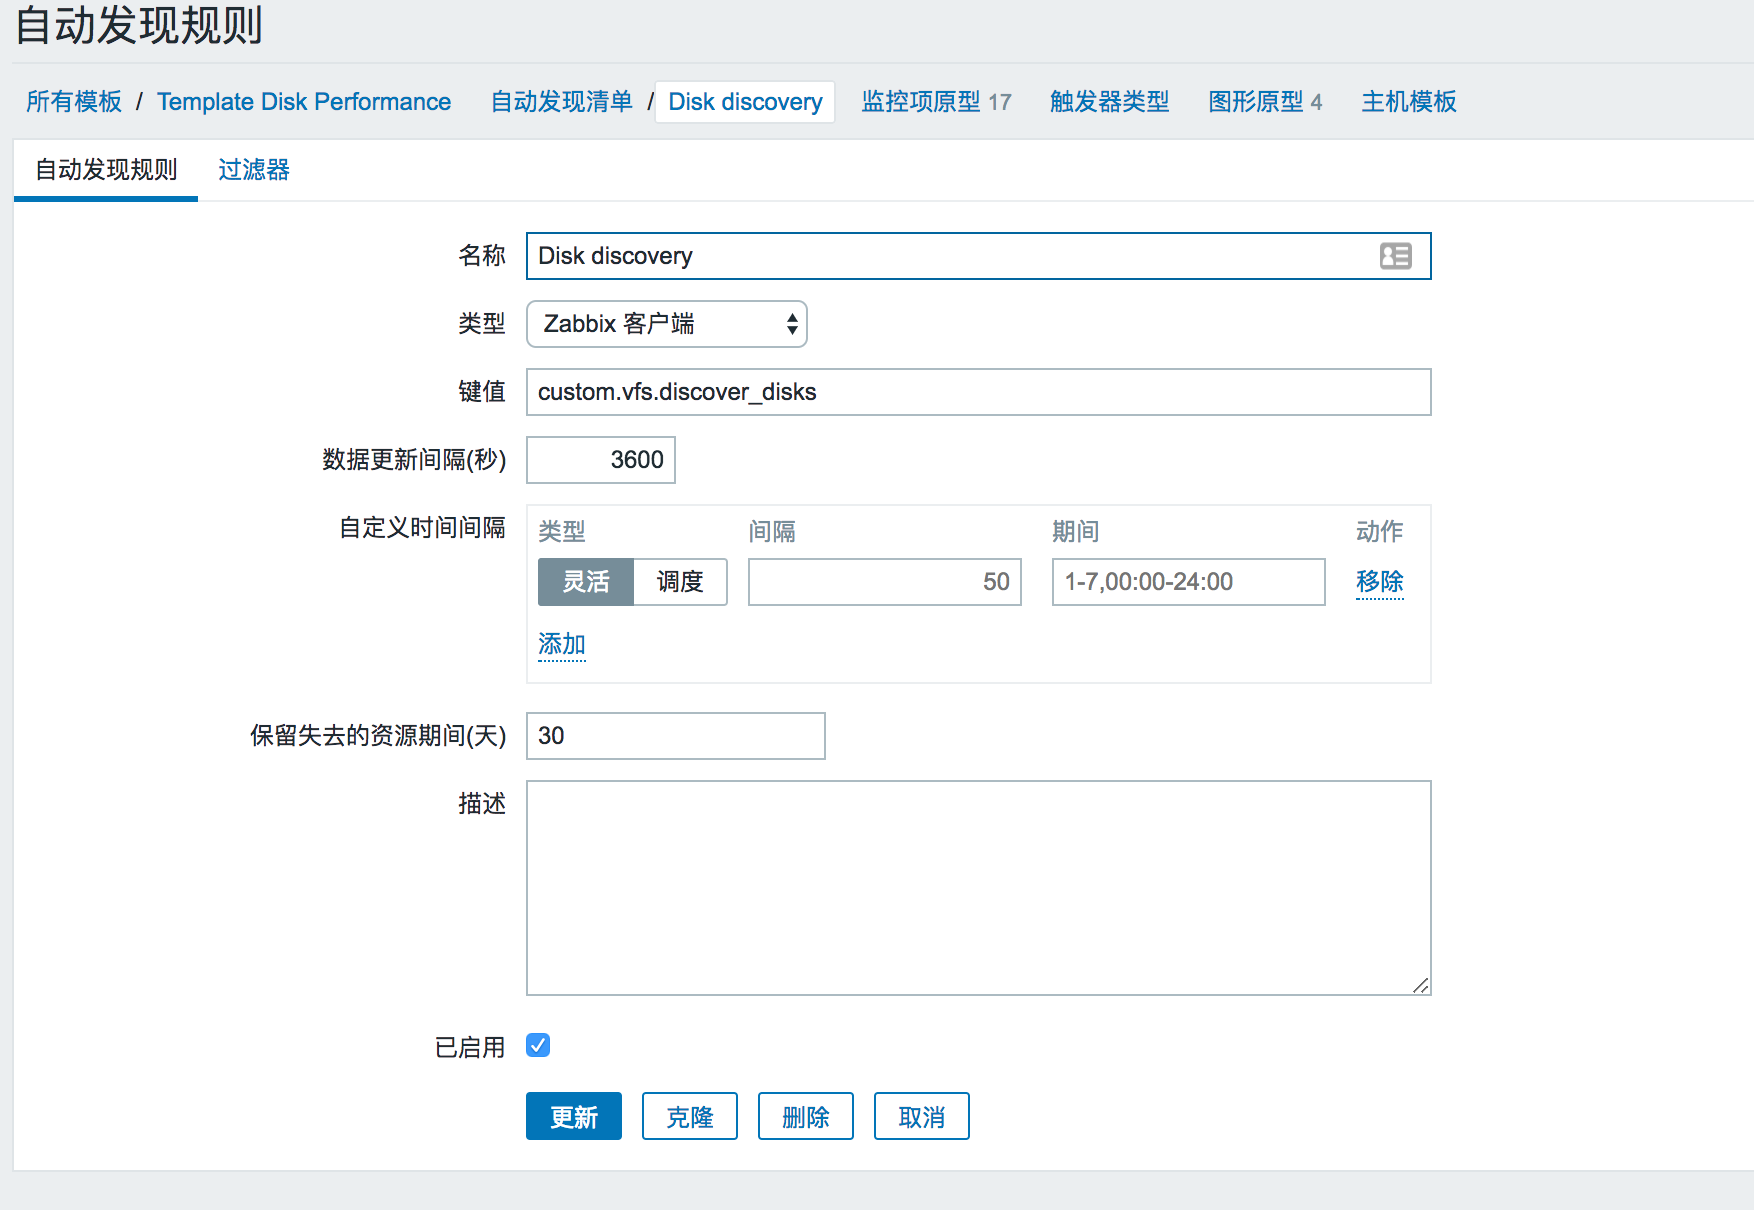 自动发现规则
所有模板 / Template Disk Performance 自动发现清单 / Disk discovery 监控项原型 17 触发器类型 图形原型 4 主机模板
自动发现规则 过滤器
名称 Disk discovery
类型 Zabbix 客户端
键值 custom.vfs.discover_disks
数据更新间隔(秒) 3600
自定义时间间隔 类型 间隔 期间 动作
灵活 调度 50 1-7,00:00-24:00 移除
添加
保留失去的资源期间(天) 30
描述
已启用
更新 克隆 删除 取消